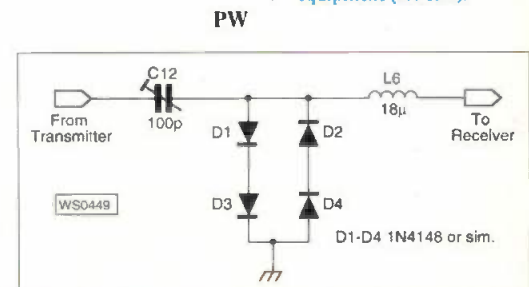 PW
C12
100p
From
Transmitter
D1
D2
D3
D4
L6
18μ
To
Receiver
WS0449
D1-D4 1N4148 or sim.